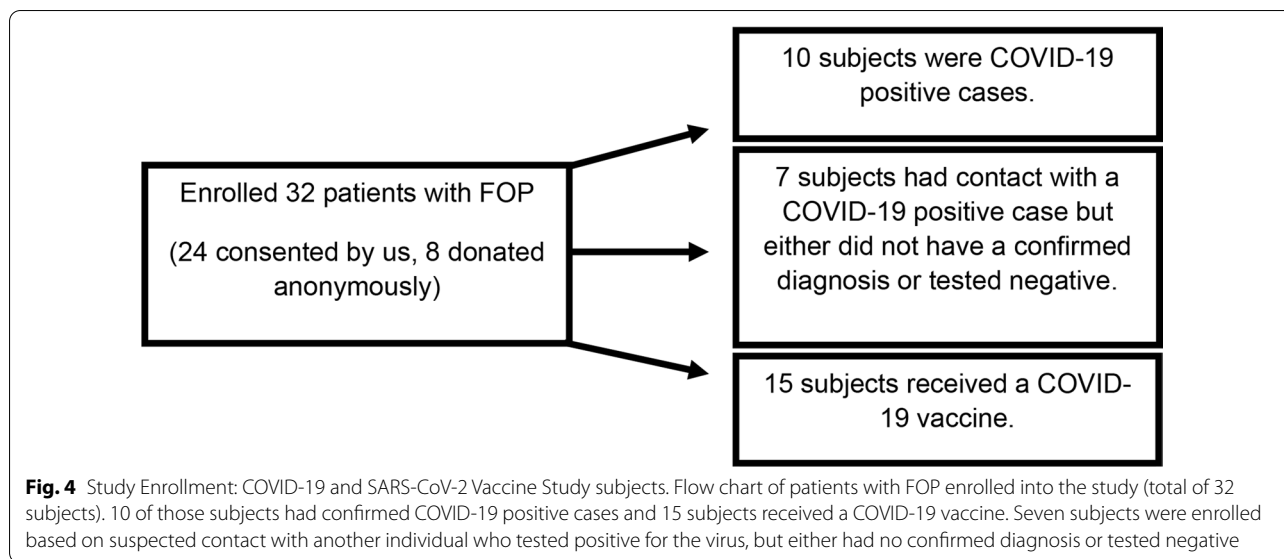 Enrolled 32 patients with FOP
(24 consented by us, 8 donated
anonymously)
10 subjects were COVID-19
positive cases.
7 subjects had contact with a
COVID-19 positive case but
either did not have a confirmed
diagnosis or tested negative.
15 subjects received a COVID-
19 vaccine.
Fig. 4 Study Enrollment: COVID-19 and SARS-CoV-2 Vaccine Study subjects. Flow chart of patients with FOP enrolled into the study (total of 32
subjects). 10 of those subjects had confirmed COVID-19 positive cases and 15 subjects received a COVID-19 vaccine. Seven subjects were enrolled
based on suspected contact with another individual who tested positive for the virus, but either had no confirmed diagnosis or tested negative